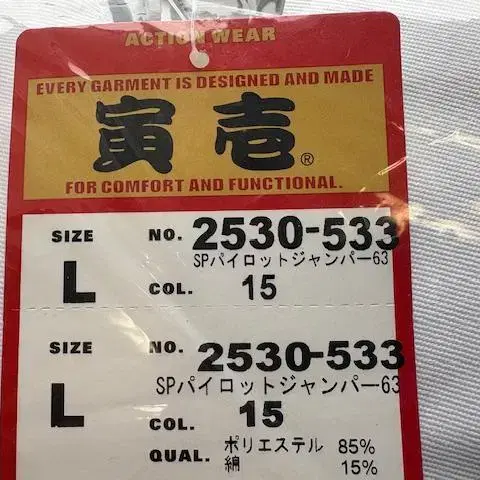 ACTION WEAR
EVERY GARMENT IS DESIGNED AND MADE
寅壱®
FOR COMFORT AND FUNCTIONAL.
SIZE NO. 2530-533
SPパイロットジャンパー63
L COL. 15
SIZE NO. 2530-533
SPパイロットジャンパー63
L COL. 15
QUAL. ポリエステル 85%
綿 15%